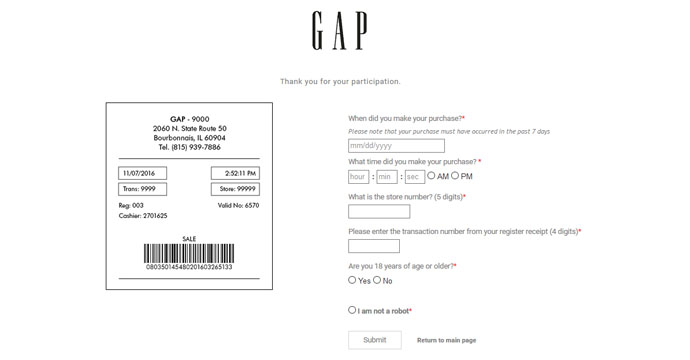 GAP
Thank you for your participation.
GAP - 9000
2060 N. State Route 50
Bourbonnais, IL 60904
Tel. (815) 939-7886
11/07/2016 2:52:11 PM
Trans: 9999 Store: 99999
Reg: 003 Valid No: 6570
Cashier: 2701625
SALE
08035014548020160326513​3
When did you make your purchase?*
Please note that your purchase must have occurred in the past 7 days
mm/dd/yyyy
What time did you make your purchase? *
hour : min : sec AM PM
What is the store number? (5 digits)*
Please enter the transaction number from your register receipt (4 digits)*
Are you 18 years of age or older?*
Yes No
I am not a robot*
Submit Return to main page